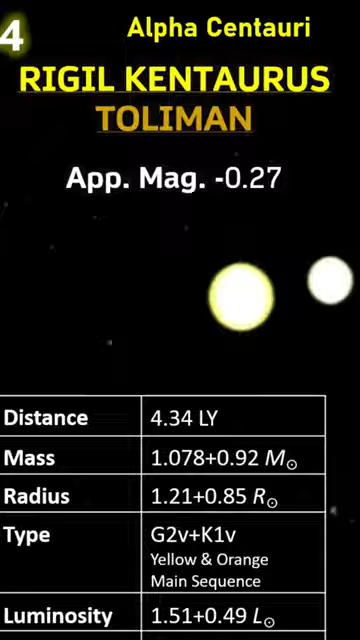 4
Alpha Centauri
RIGIL KENTAURUS
TOLIMAN
App. Mag. -0.27
Distance 4.34 LY
Mass 1.078+0.92 M☉
Radius 1.21+0.85 R☉
Type G2v+K1v
Yellow & Orange
Main Sequence
Luminosity 1.51+0.49 L☉